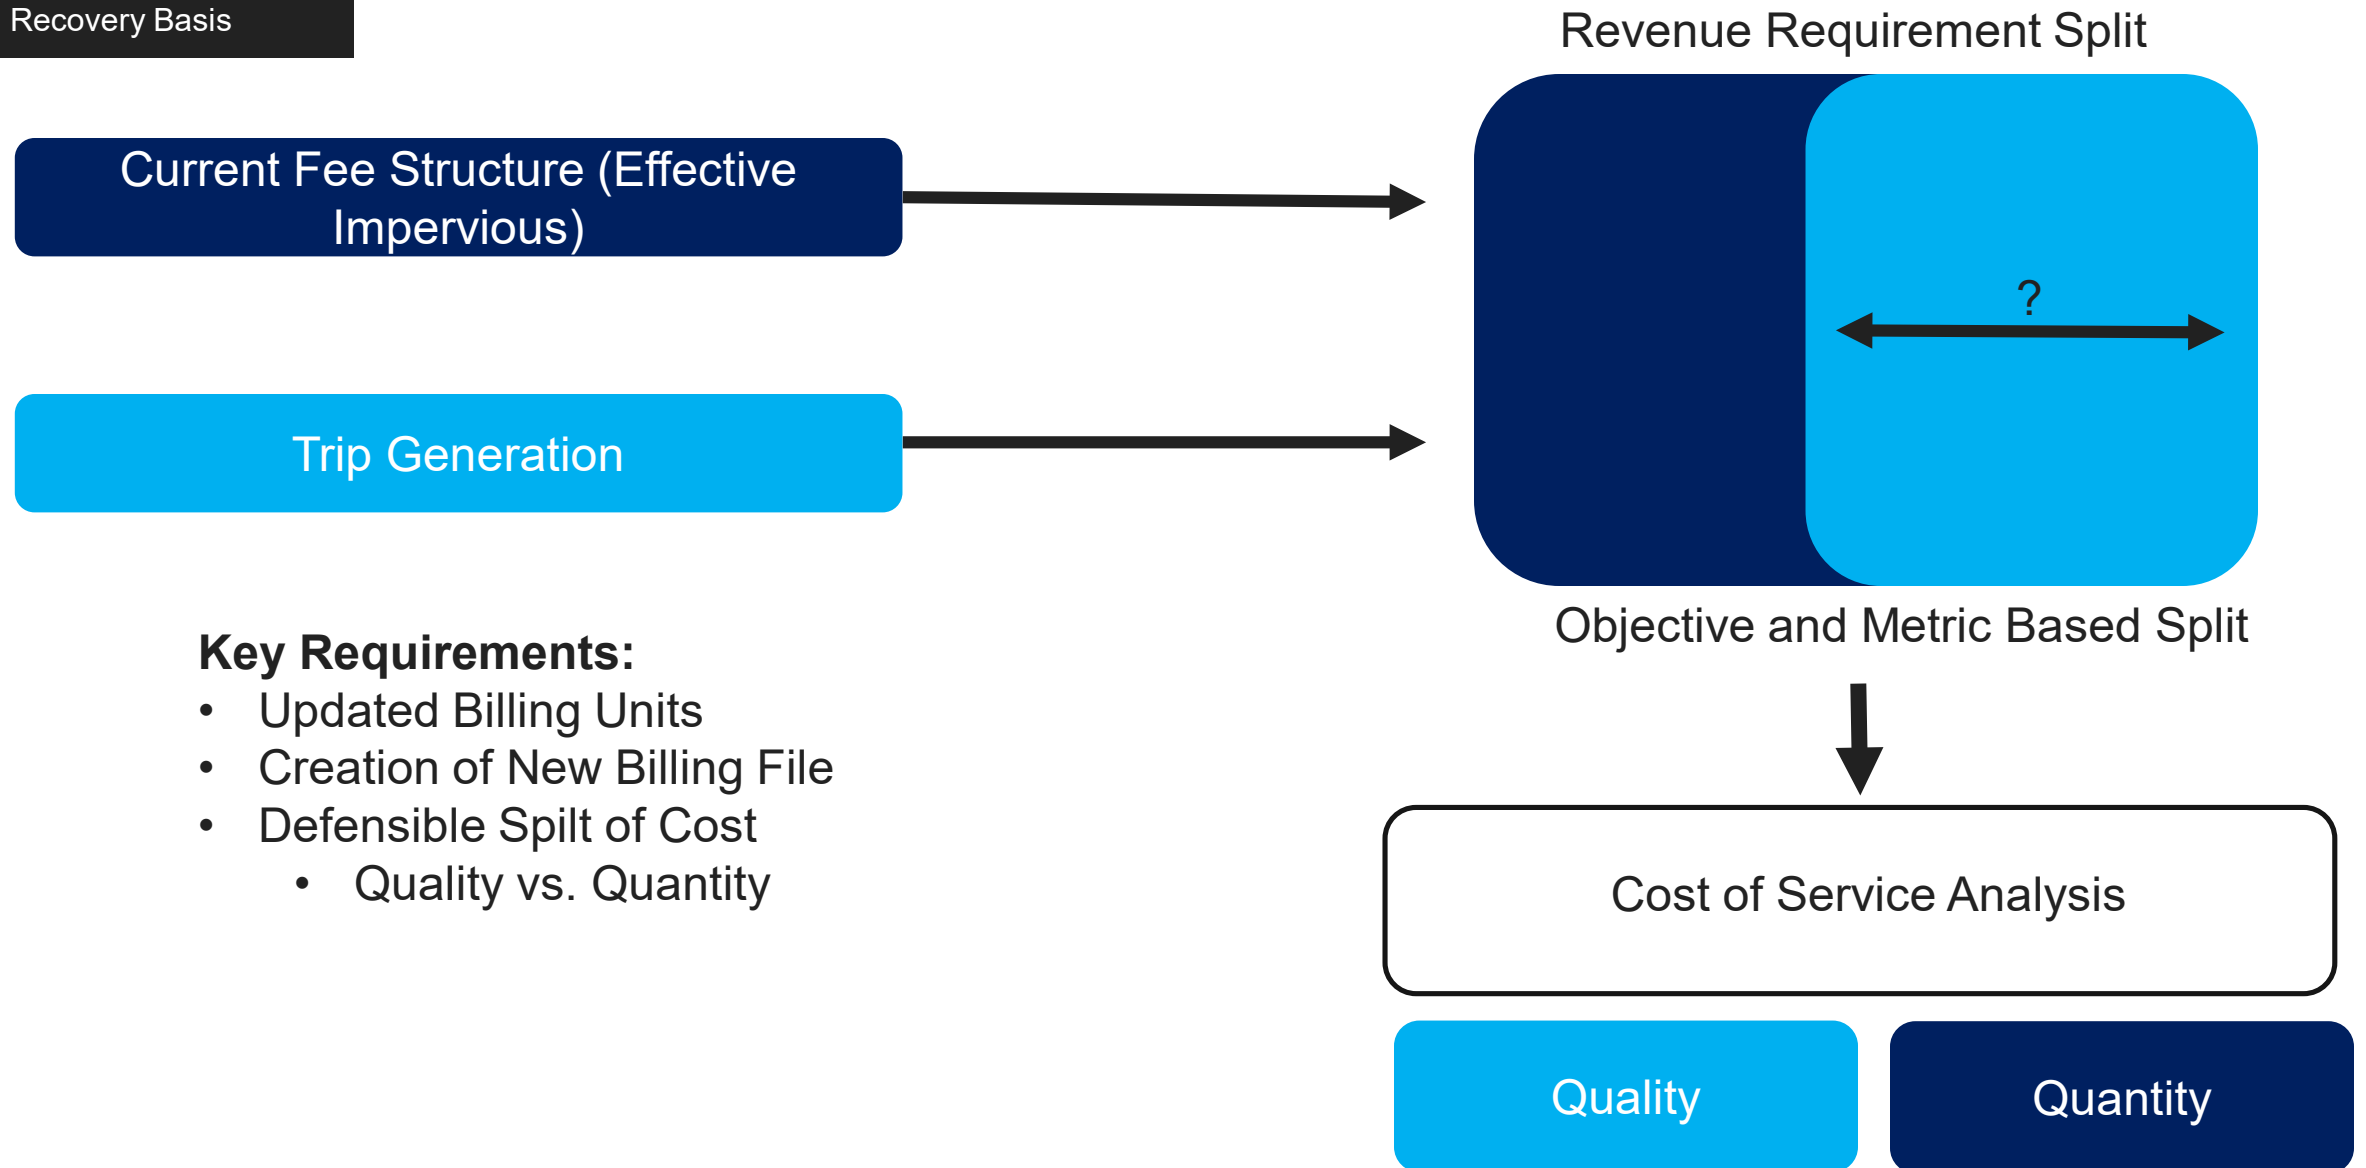 Recovery Basis
Revenue Requirement Split
Current Fee Structure (Effective
Impervious)
?
Trip Generation
Objective and Metric Based Split
Key Requirements:
• Updated Billing Units
• Creation of New Billing File
• Defensible Spilt of Cost
• Quality vs. Quantity
Cost of Service Analysis
Quality
Quantity